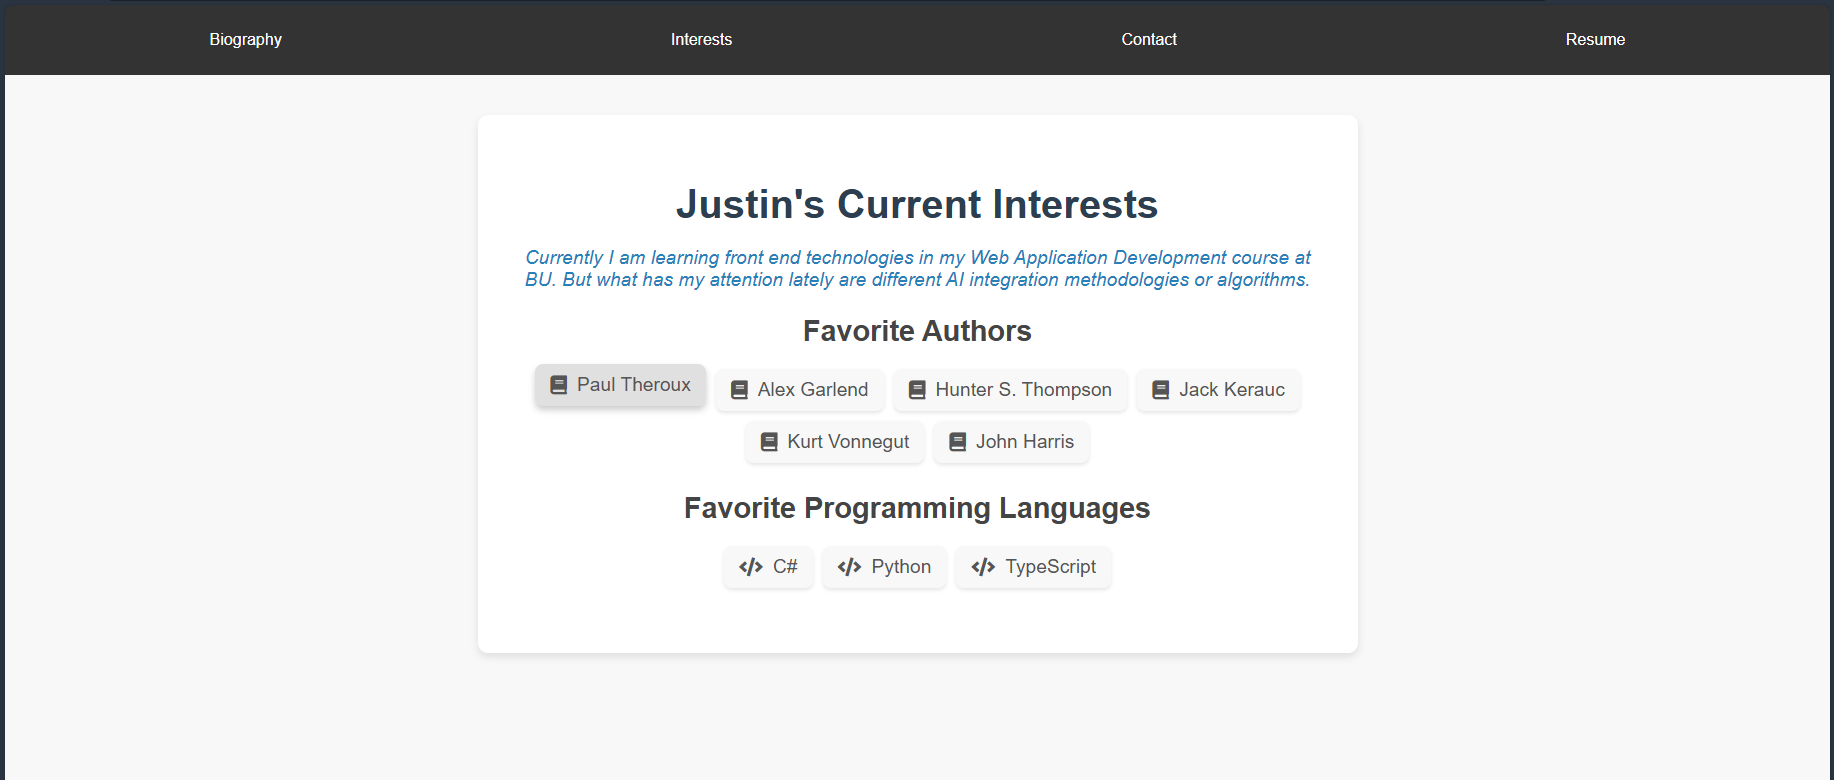 Biography Interests Contact Resume
Justin's Current Interests
Currently I am learning front end technologies in my Web Application Development course at
BU. But what has my attention lately are different AI integration methodologies or algorithms.
Favorite Authors
Paul Theroux Alex Garlend Hunter S. Thompson Jack Kerauc
Kurt Vonnegut John Harris
Favorite Programming Languages
C# Python TypeScript